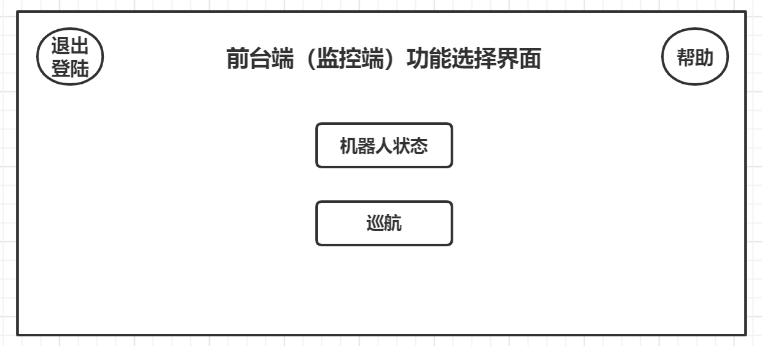 退出
登陆
前台端（监控端）功能选择界面
帮助
机器人状态
巡航